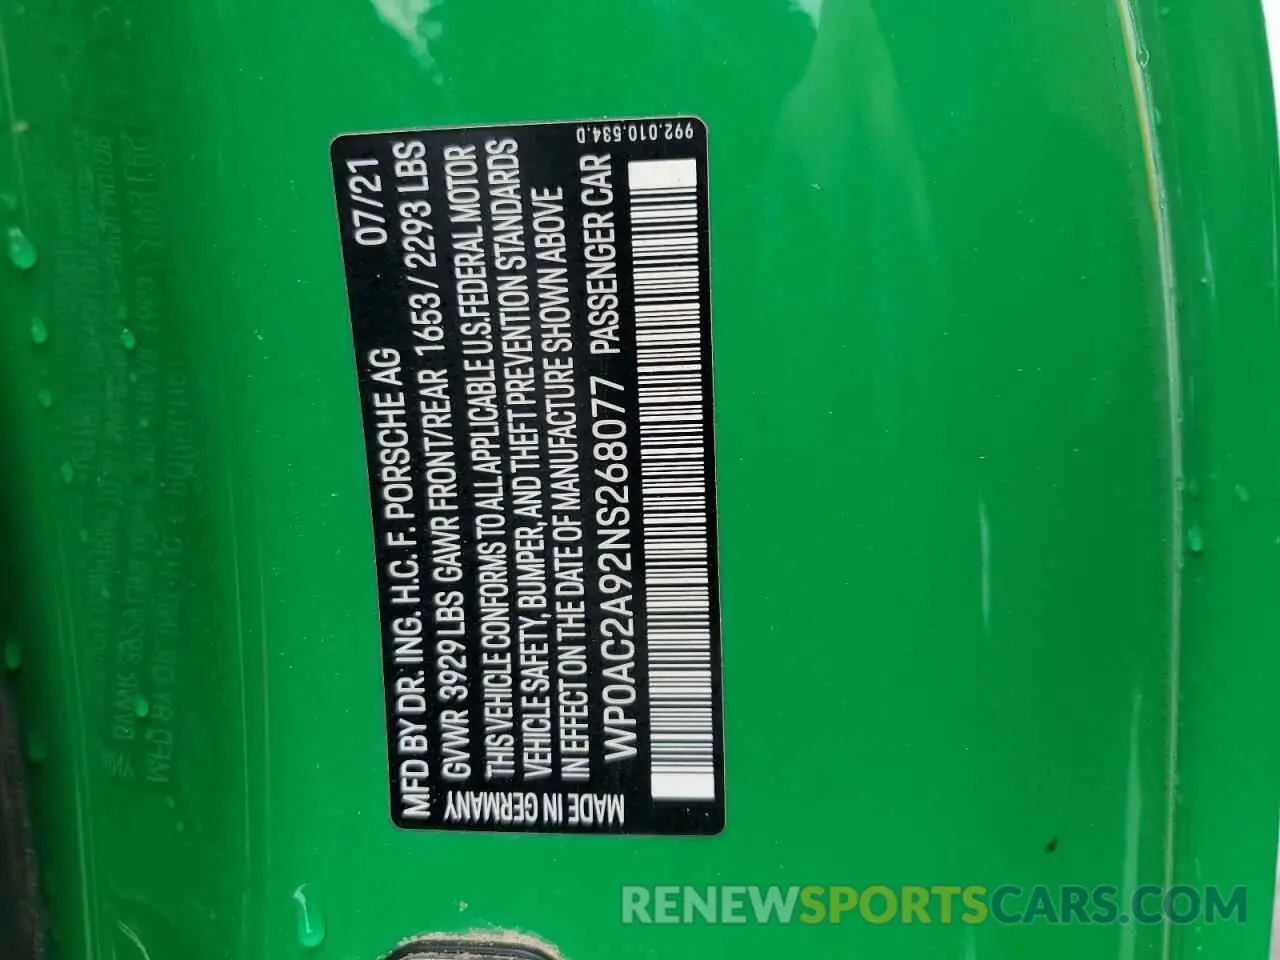 992.010.534.D
MFD BY DR. ING. H.C. F. PORSCHE AG 07/21
GVWR 3929 LBS GAWR FRONT/REAR 1653 / 2293 LBS
THIS VEHICLE CONFORMS TO ALL APPLICABLE U.S. FEDERAL MOTOR
VEHICLE SAFETY, BUMPER, AND THEFT PREVENTION STANDARDS
IN EFFECT ON THE DATE OF MANUFACTURE SHOWN ABOVE
WP0AC2A92NS268077 PASSENGER CAR
MADE IN GERMANY
RENEWSPORTSCARS.COM